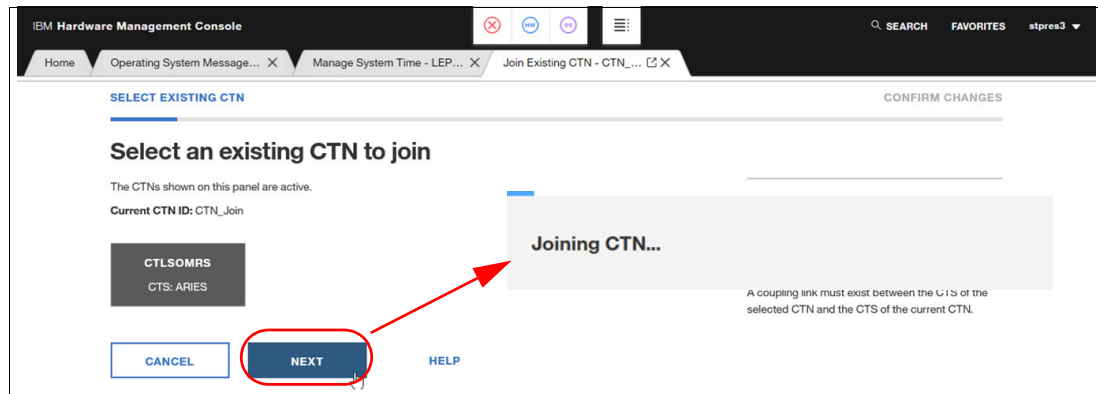 IBM Hardware Management Console
HW
OS
SEARCH FAVORITES stpres3
Home
Operating System Message...
Manage System Time - LEP...
Join Existing CTN - CTN_...
SELECT EXISTING CTN
CONFIRM CHANGES
Select an existing CTN to join
The CTNs shown on this panel are active.
Current CTN ID: CTN_Join
Joining CTN...
CTLSOMRS
CTS: ARIES
A coupling link must exist between the CTS of the
selected CTN and the CTS of the current CTN.
CANCEL
NEXT
HELP